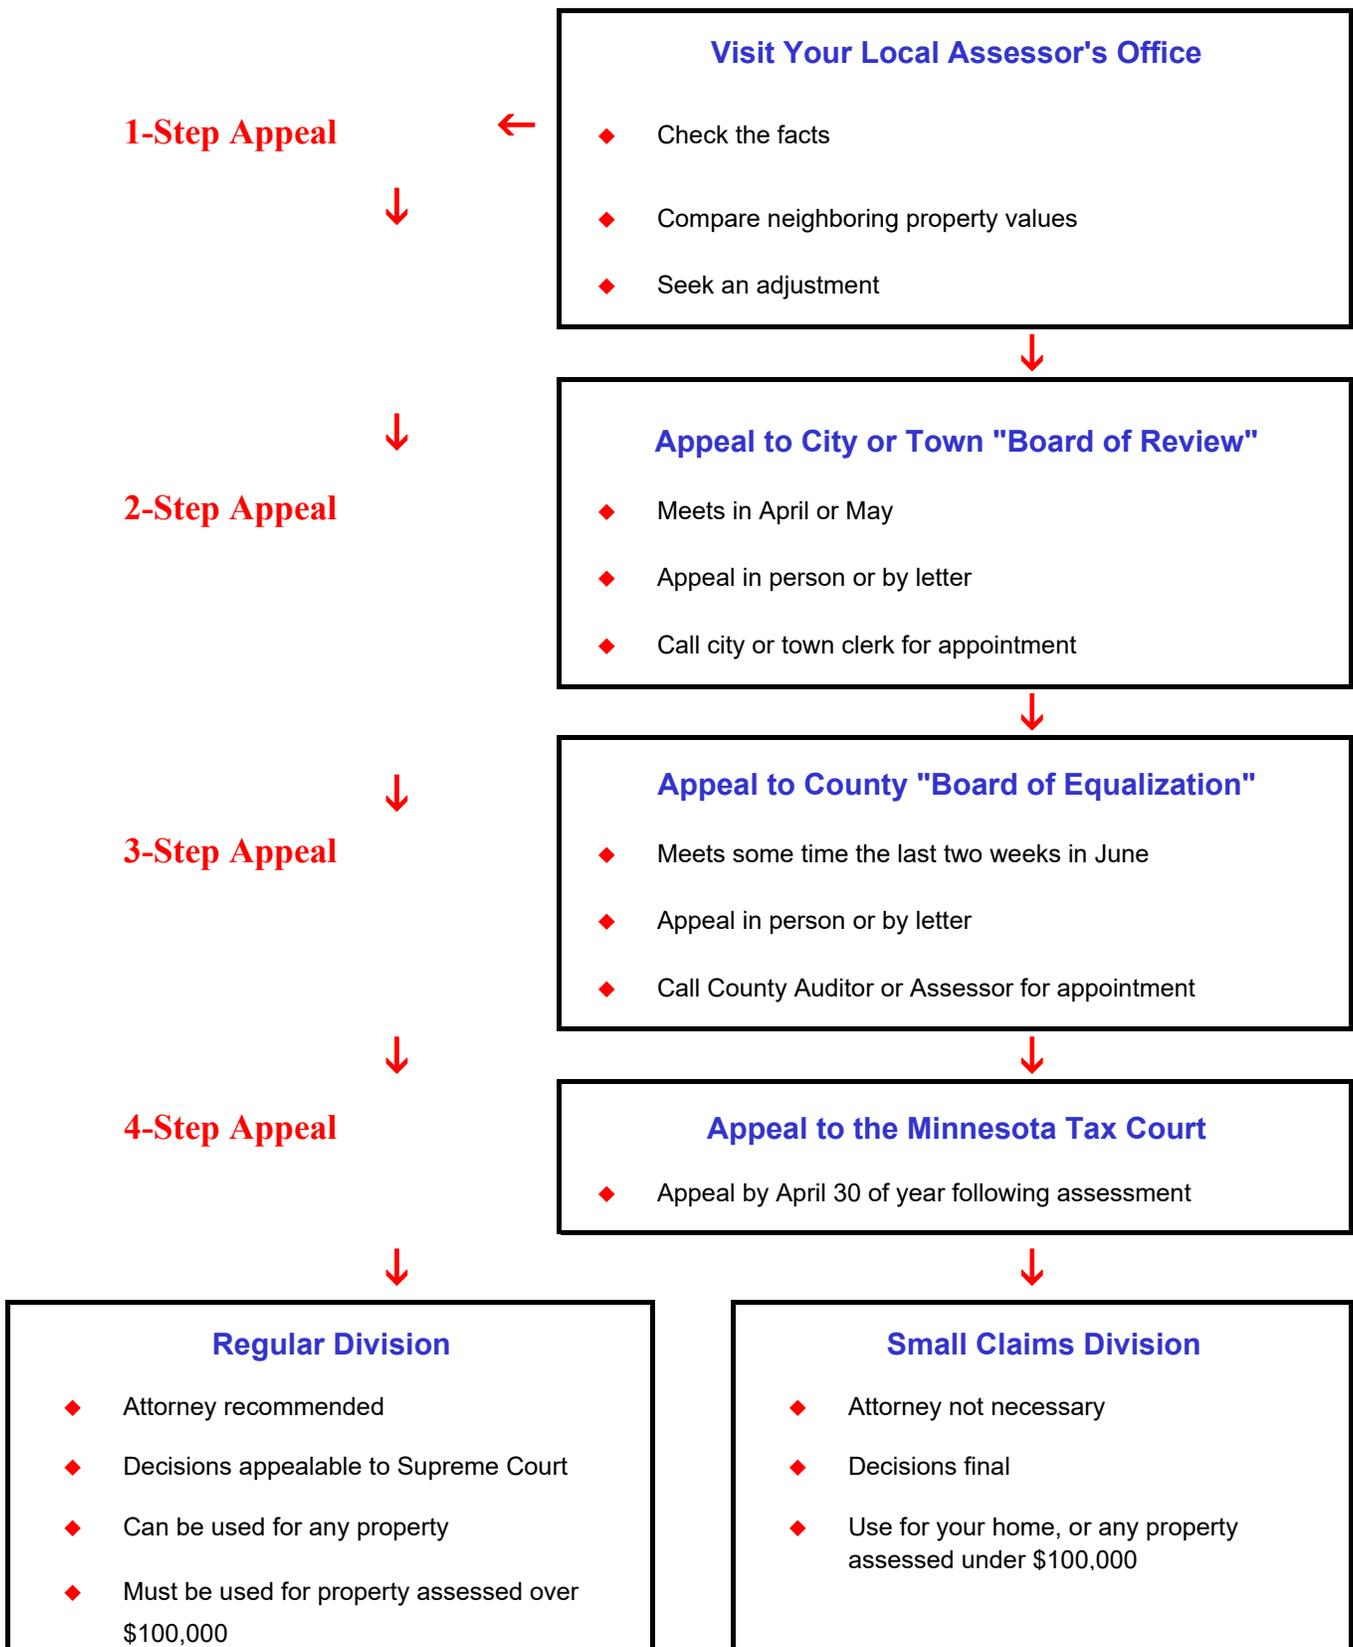 Visit Your Local Assessor's Office
1-Step Appeal
←
◆ Check the facts
↓
◆ Compare neighboring property values
◆ Seek an adjustment
↓
↓
Appeal to City or Town "Board of Review"
2-Step Appeal
◆ Meets in April or May
◆ Appeal in person or by letter
◆ Call city or town clerk for appointment
↓
Appeal to County "Board of Equalization"
↓
3-Step Appeal
◆ Meets some time the last two weeks in June
◆ Appeal in person or by letter
◆ Call County Auditor or Assessor for appointment
↓
↓
4-Step Appeal
Appeal to the Minnesota Tax Court
◆ Appeal by April 30 of year following assessment
↓
↓
Regular Division
◆ Attorney recommended
◆ Decisions appealable to Supreme Court
◆ Can be used for any property
◆ Must be used for property assessed over
$100,000
Small Claims Division
◆ Attorney not necessary
◆ Decisions final
◆ Use for your home, or any property
assessed under $100,000